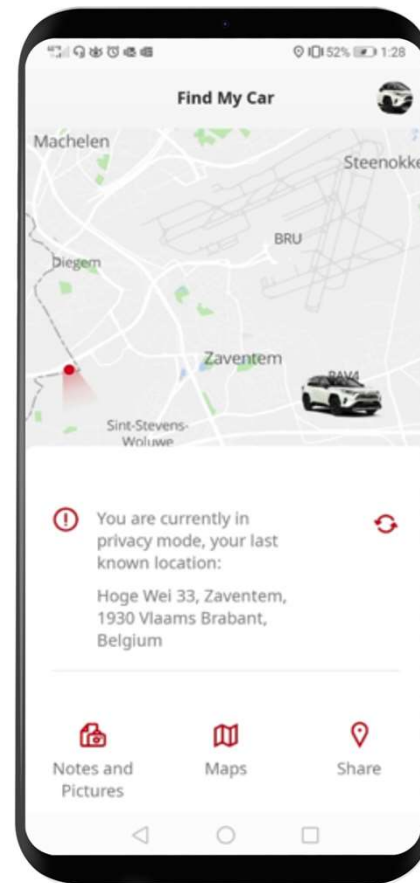 52% 1:28
Find My Car
Machelen
Steenokke
BRU
Diegem
Zaventem
RAV4
Sint-Stevens-
Woluwe
You are currently in
privacy mode, your last
known location:
Hoge Wei 33, Zaventem,
1930 Vlaams Brabant,
Belgium
Notes and
Pictures
Maps
Share